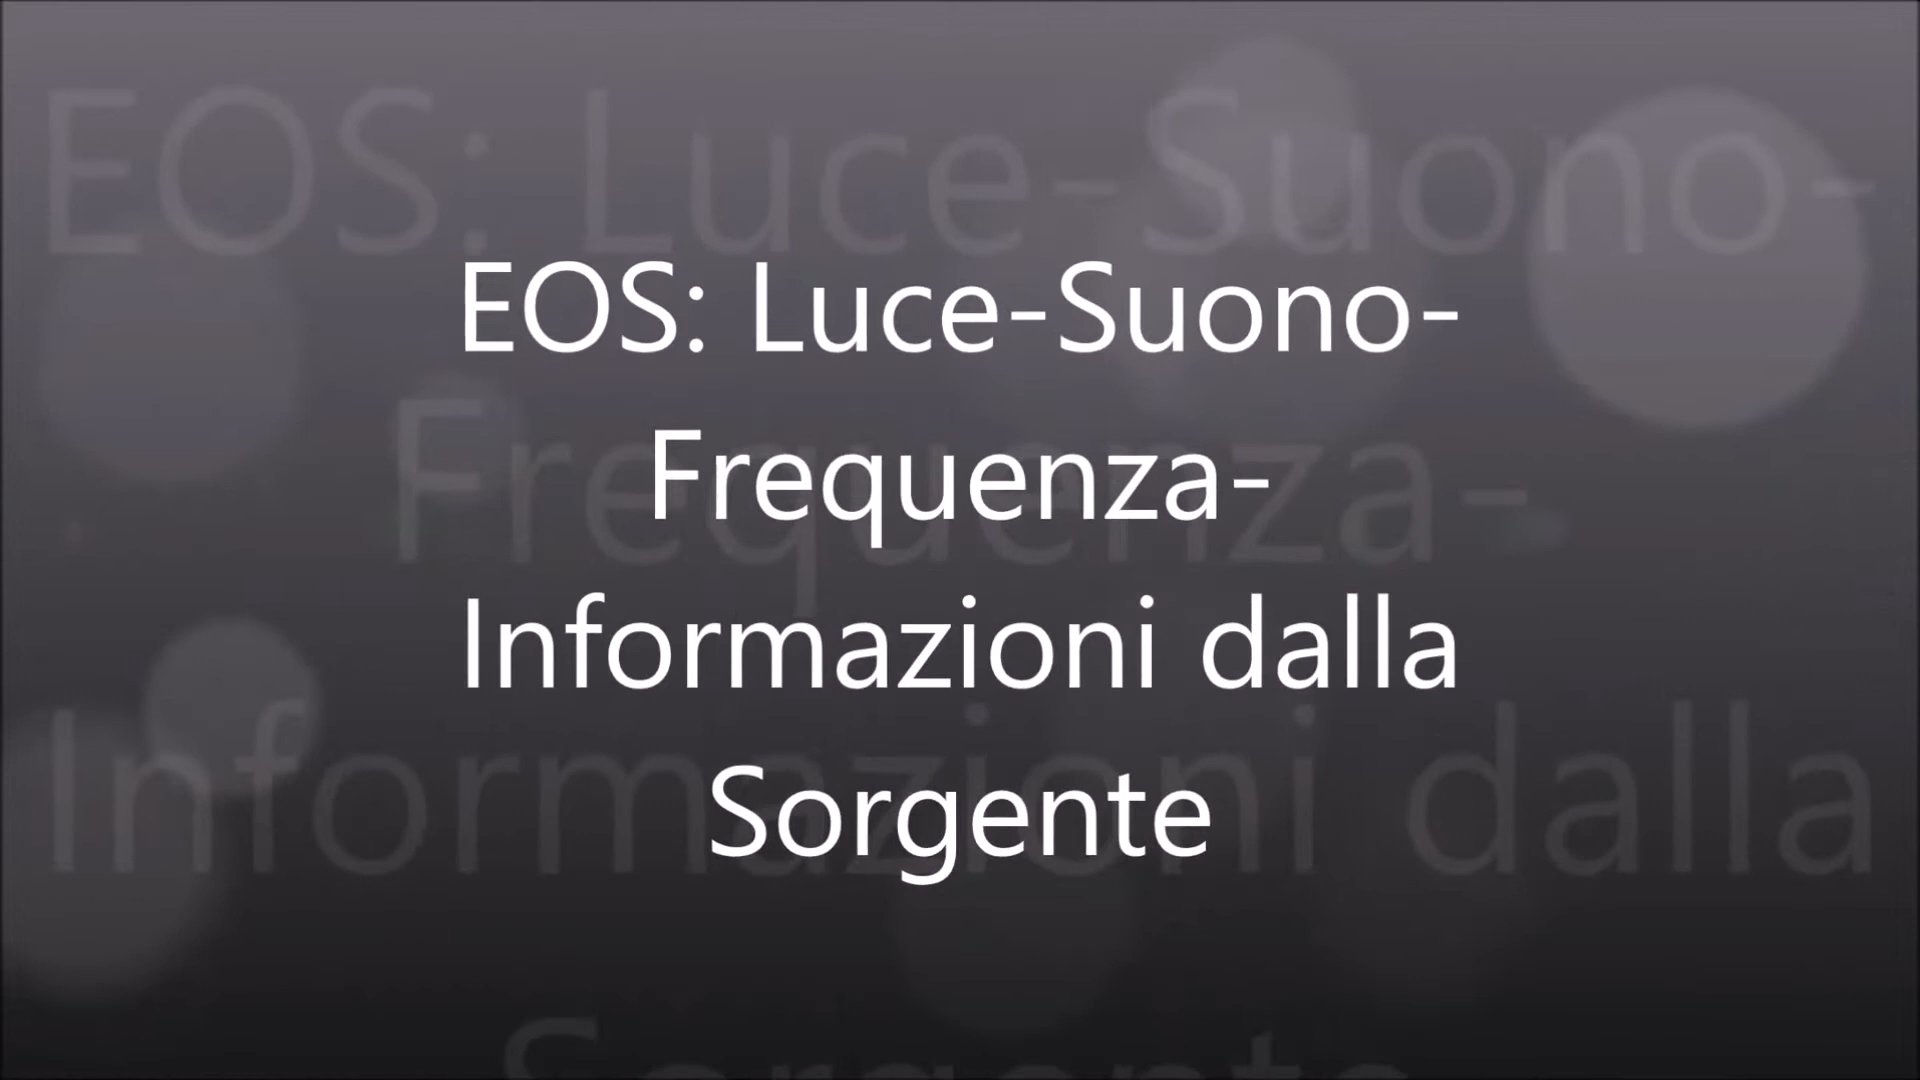 EOS: Luce-Suono-
Frequenza-
Informazioni dalla
Sorgente